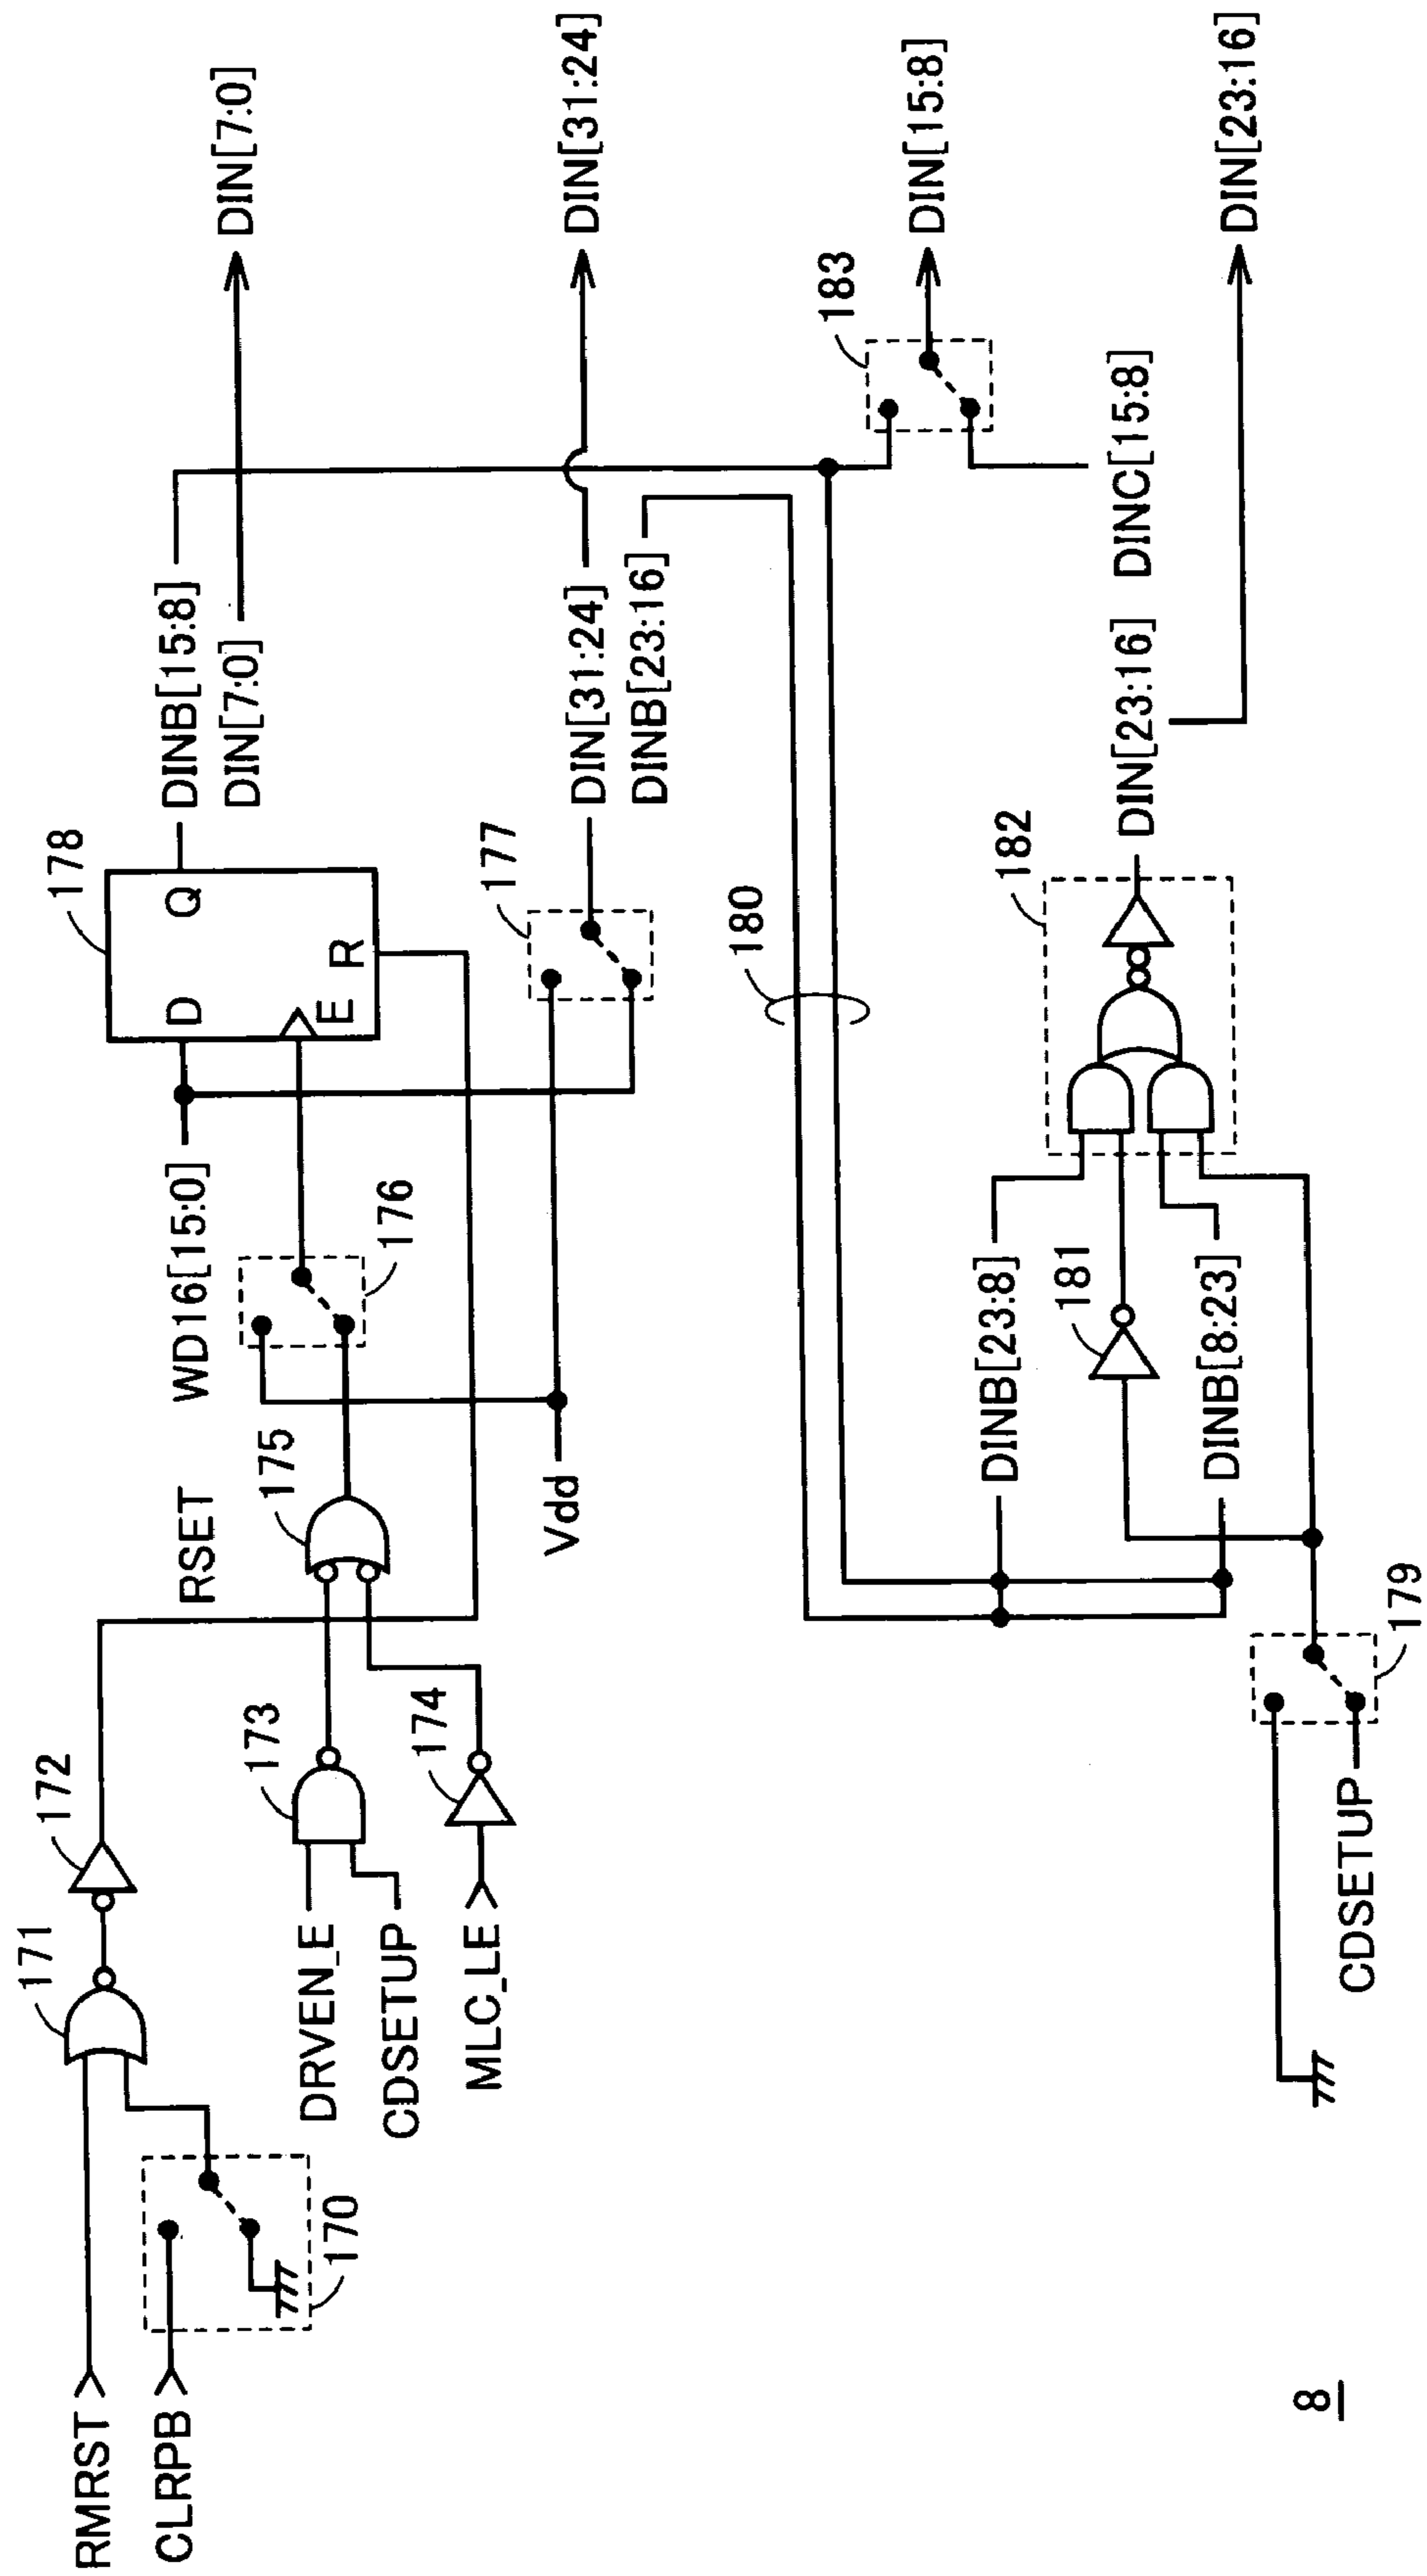 RMRST
CLRPB
170
171
172
DRVEN_E
CDSETUP
MLC_LE
173
174
RSET
175
Vdd
WD16[15:0]
176
178
D
Q
E
R
177
DINB[15:8]
DIN[7:0]
DIN[31:24]
DINB[23:16]
DIN[7:0]
DIN[31:24]
180
183
DIN[15:8]
CDSETUP
179
DINB[23:8]
181
DINB[8:23]
182
DIN[23:16]
DINC[15:8]
DIN[23:16]
8